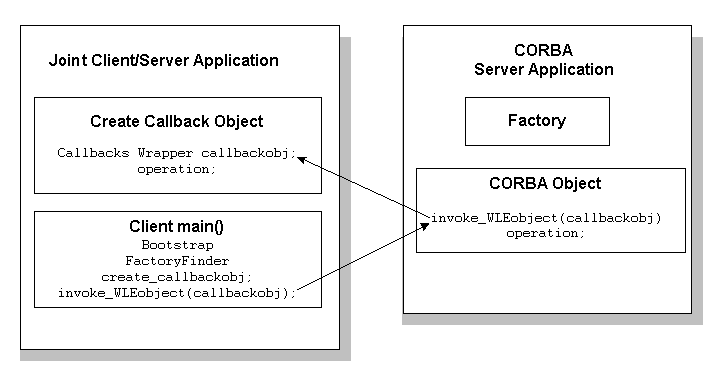 Joint Client/Server Application
Create Callback Object
Callbacks Wrapper callbackobj;
operation;
Client main()
Bootstrap
FactoryFinder
create_callbackobj;
invoke_WLEobject(callbackobj);
CORBA
Server Application
Factory
CORBA Object
invoke_WLEobject(callbackobj)
operation;